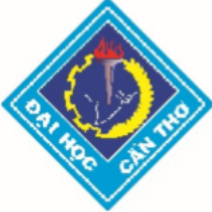 ĐẠI HỌC
CẦN THƠ